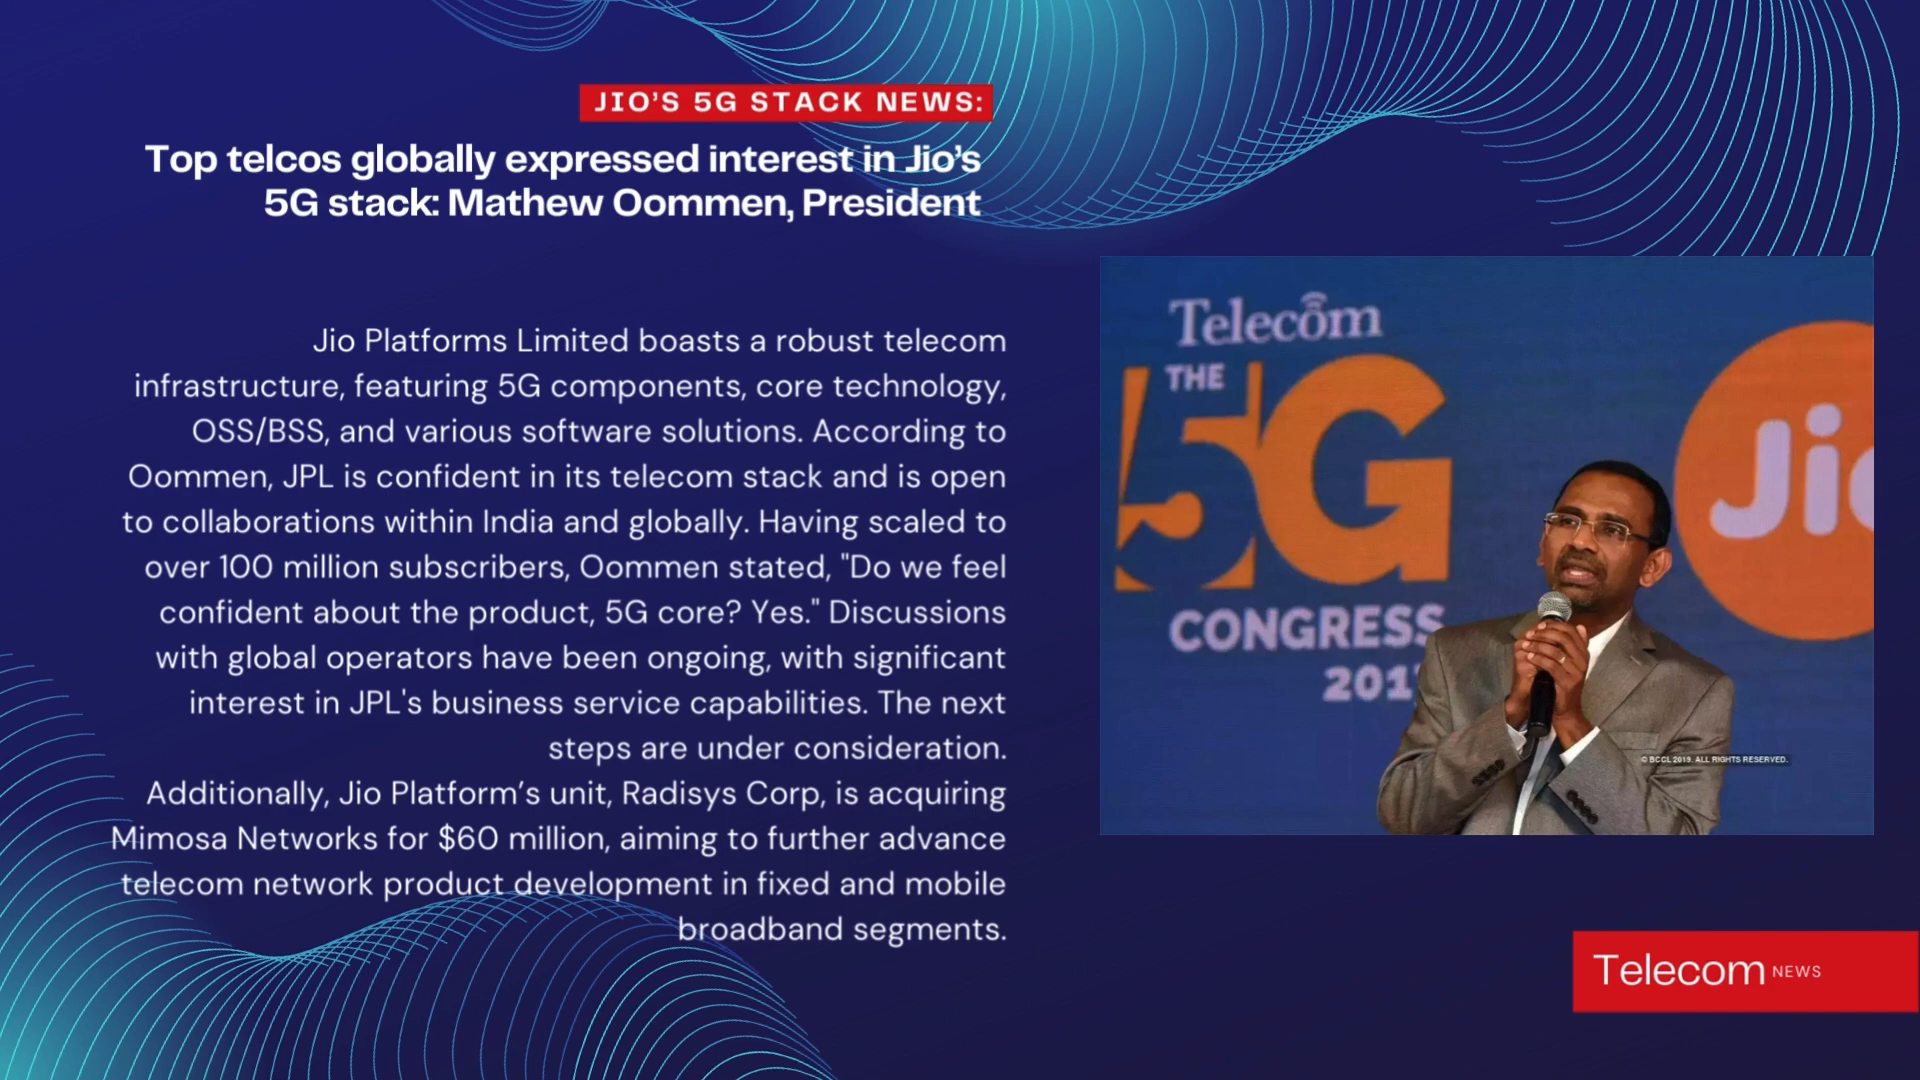 JIO’S 5G STACK NEWS:
Top telcos globally expressed interest in Jio’s
5G stack: Mathew Oommen, President
Jio Platforms Limited boasts a robust telecom
infrastructure, featuring 5G components, core technology,
OSS/BSS, and various software solutions. According to
Oommen, JPL is confident in its telecom stack and is open
to collaborations within India and globally. Having scaled to
over 100 million subscribers, Oommen stated, "Do we feel
confident about the product, 5G core? Yes." Discussions
with global operators have been ongoing, with significant
interest in JPL's business service capabilities. The next
steps are under consideration.
Additionally, Jio Platform’s unit, Radisys Corp, is acquiring
Mimosa Networks for $60 million, aiming to further advance
telecom network product development in fixed and mobile
broadband segments.
Telecom
THE
5G
CONGRESS
201
Jio
© BCCL 2019. ALL RIGHTS RESERVED.
Telecom NEWS